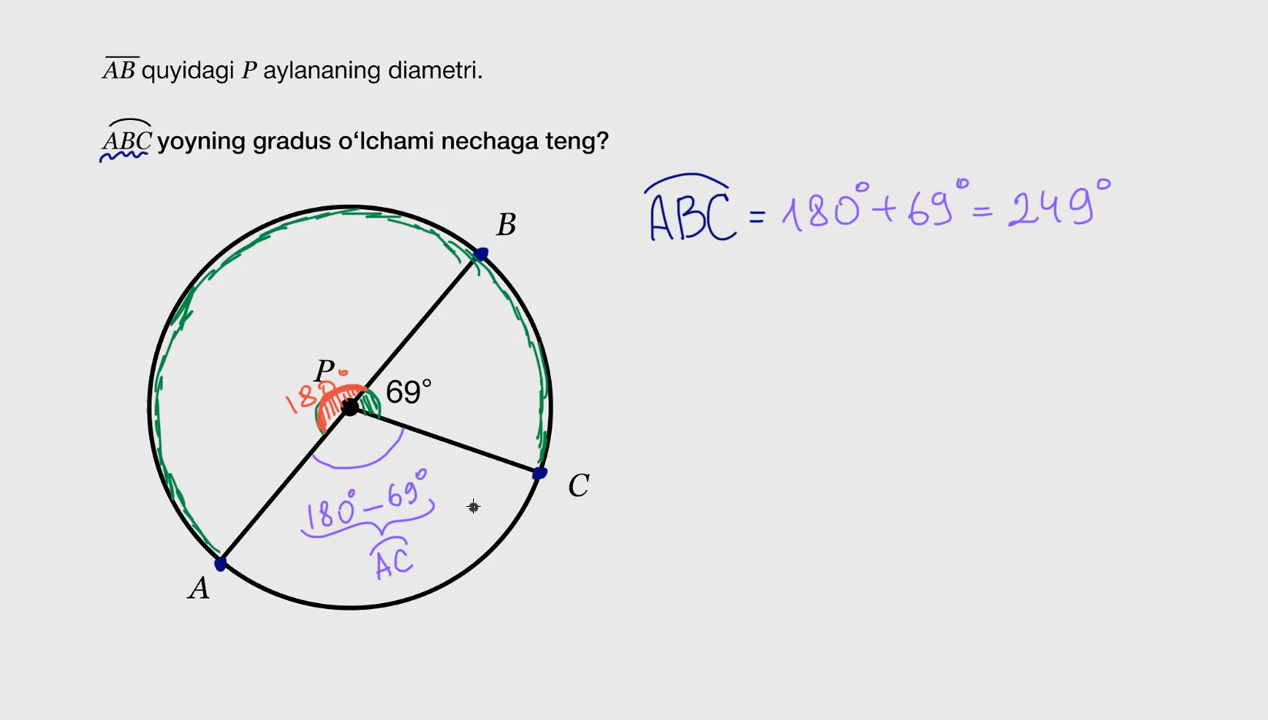 AB quyidagi P aylananing diametri.
ABC yoyning gradus o‘lchami nechaga teng?
ABC = 180° + 69° = 249°
B
P
180°
69°
C
180° – 69°
AC
A